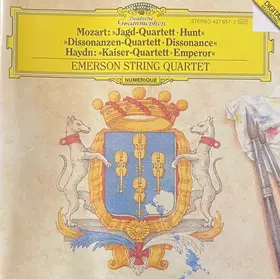 Deutsche
Grammophon
STEREO 427 657-2
Mozart: »Jagd-Quartett · Hunt«
»Dissonanzen-Quartett · Dissonance«
Haydn: »Kaiser-Quartett · Emperor«
EMERSON STRING QUARTET
NUMERIQUE